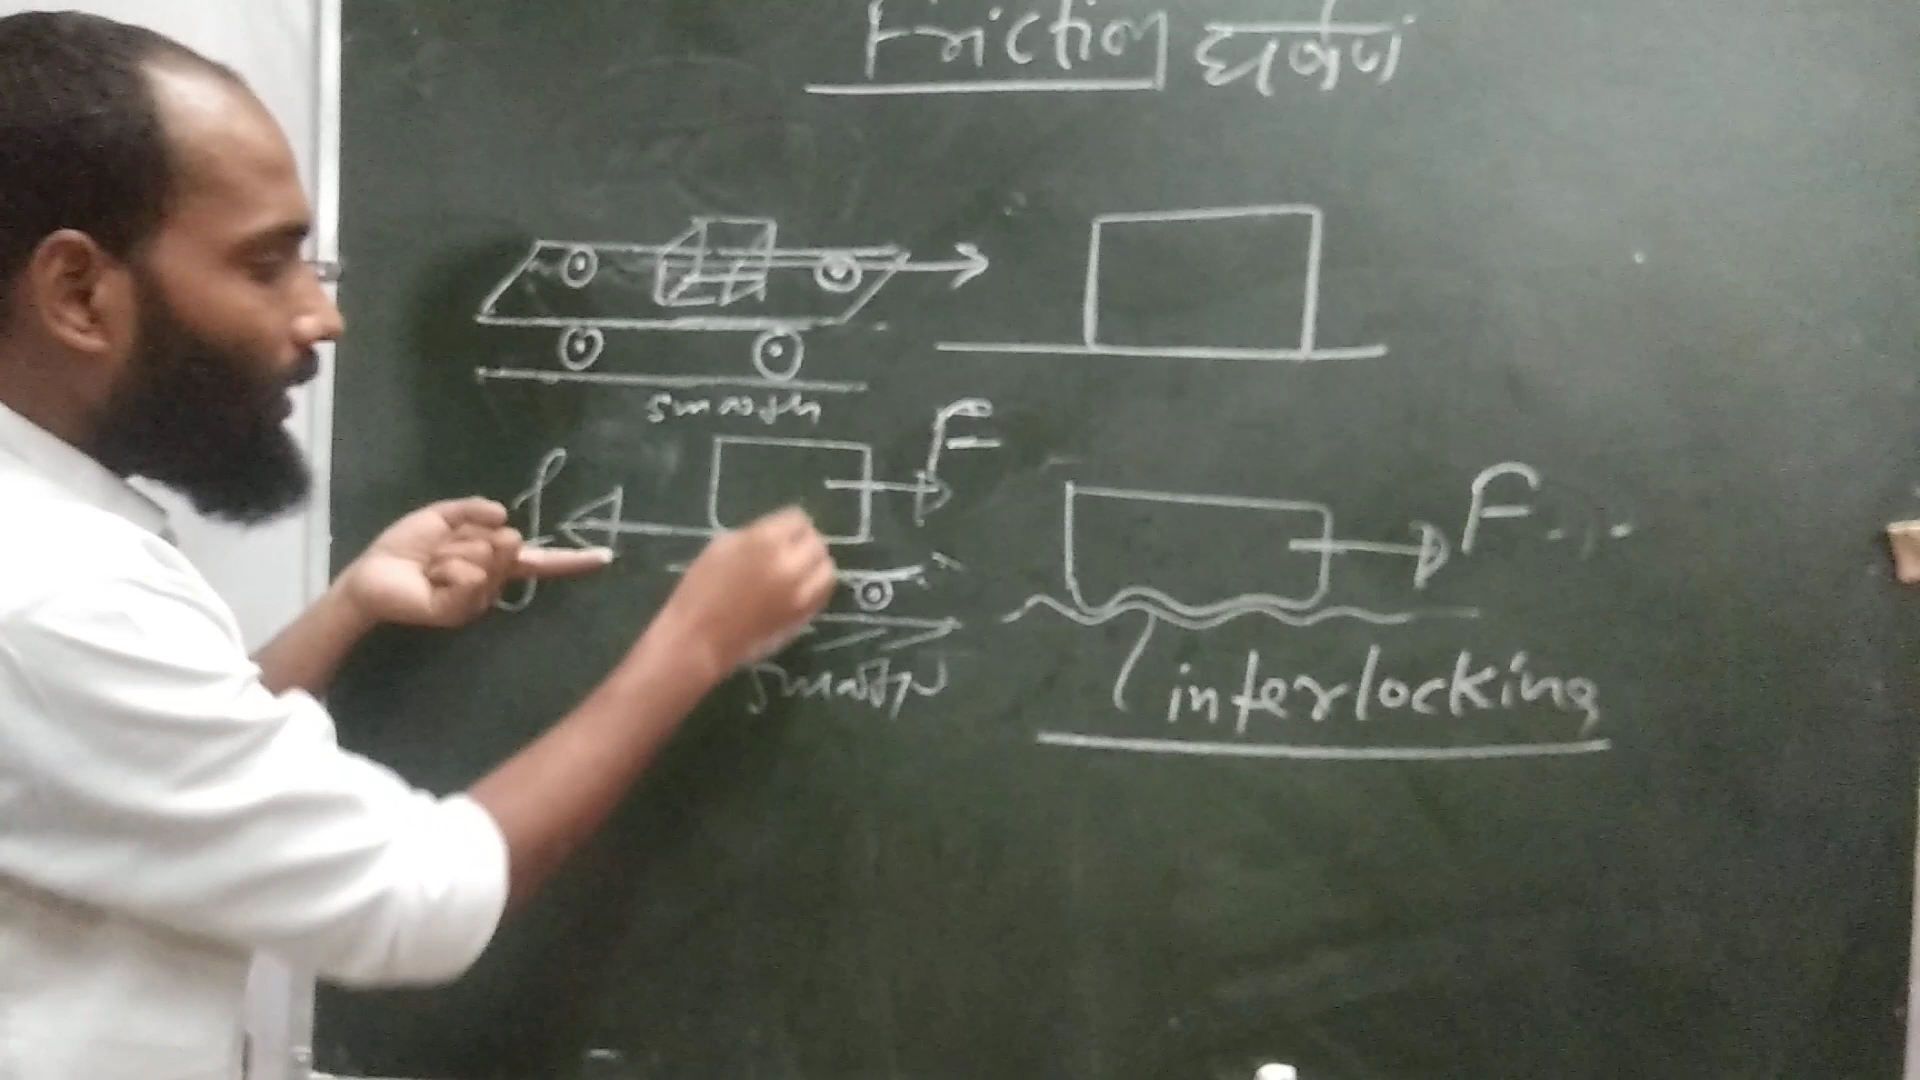 Friction घर्षण
smooth
F
f
F
smooth
interlocking